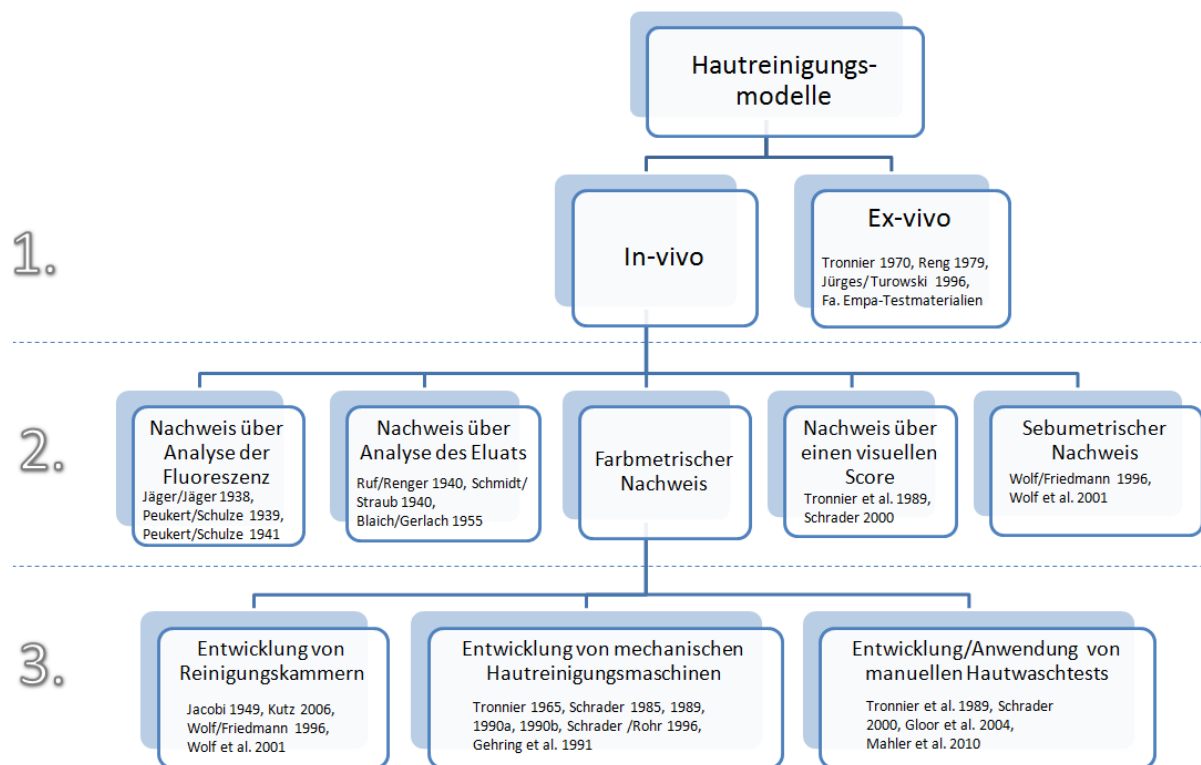 Hautreinigungs-
modelle
1.
In-vivo
Ex-vivo
Tronnier 1970, Reng 1979,
Jürges/Turowski 1996,
Fa. Empa-Testmaterialien
2.
Nachweis über
Analyse der
Fluoreszenz
Jäger/Jäger 1938,
Peukert/Schulze 1939,
Peukert/Schulze 1941
Nachweis über
Analyse des Eluats
Ruf/Renger 1940, Schmidt/
Straub 1940,
Blaich/Gerlach 1955
Farbmetrischer
Nachweis
Nachweis über
einen visuellen
Score
Tronnier et al. 1989,
Schrader 2000
Sebumetrischer
Nachweis
Wolf/Friedmann 1996,
Wolf et al. 2001
3.
Entwicklung von
Reinigungskammern
Jacobi 1949, Kutz 2006,
Wolf/Friedmann 1996,
Wolf et al. 2001
Entwicklung von mechanischen
Hautreinigungsmaschinen
Tronnier 1965, Schrader 1985, 1989,
1990a, 1990b, Schrader /Rohr 1996,
Gehring et al. 1991
Entwicklung/Anwendung von
manuellen Hautwaschtests
Tronnier et al. 1989, Schrader
2000, Gloor et al. 2004,
Mahler et al. 2010